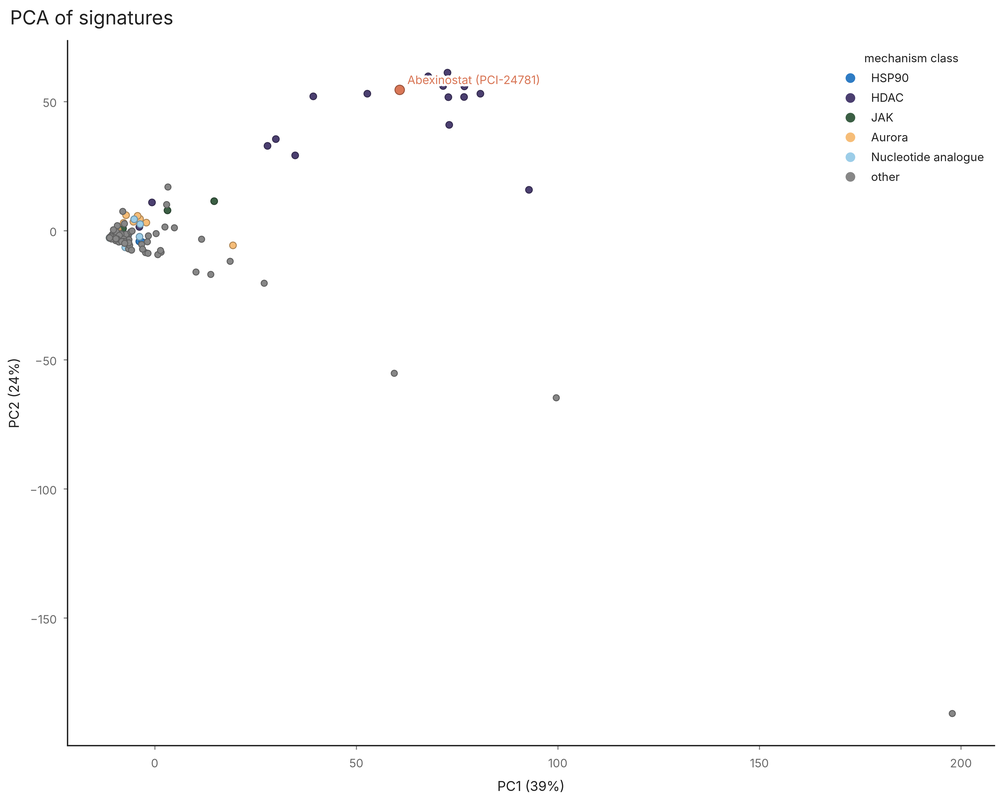 PCA of signatures
mechanism class
HSP90
HDAC
JAK
Aurora
Nucleotide analogue
other
Abexinostat (PCI-24781)
50
0
−50
−100
−150
PC2 (24%)
0
50
100
150
200
PC1 (39%)